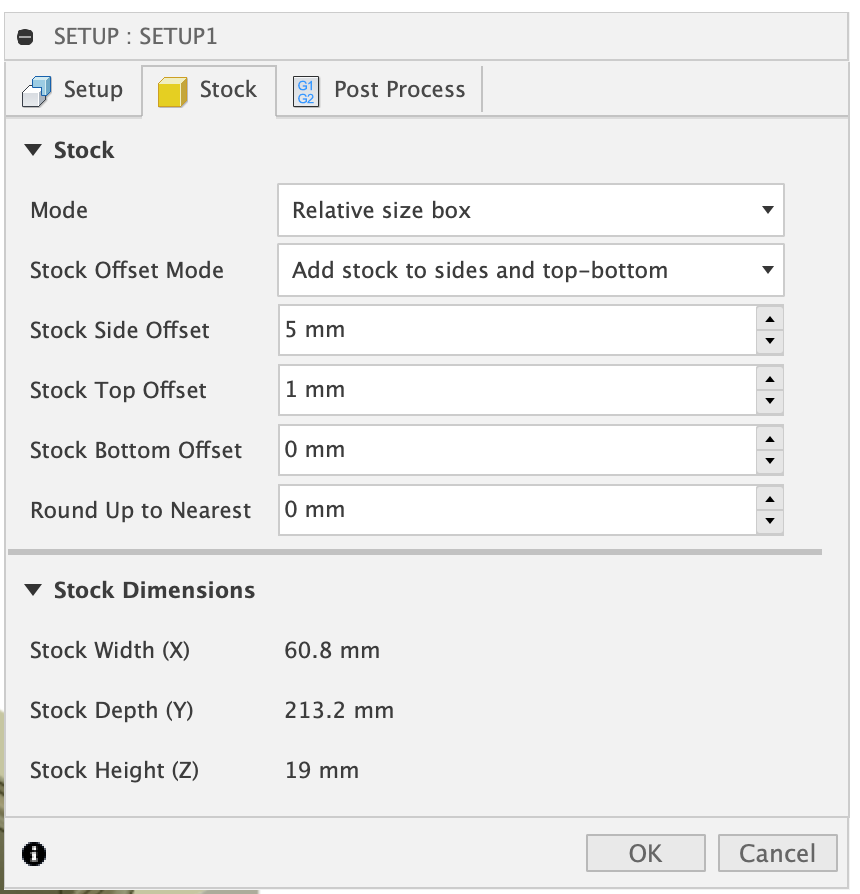 SETUP : SETUP1
Setup Stock G1 G2 Post Process
Stock
Mode Relative size box
Stock Offset Mode Add stock to sides and top-bottom
Stock Side Offset 5 mm
Stock Top Offset 1 mm
Stock Bottom Offset 0 mm
Round Up to Nearest 0 mm
Stock Dimensions
Stock Width (X) 60.8 mm
Stock Depth (Y) 213.2 mm
Stock Height (Z) 19 mm
OK Cancel